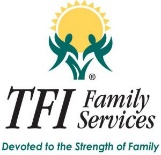 ®
TFI Family
Services
Devoted to the Strength of Family